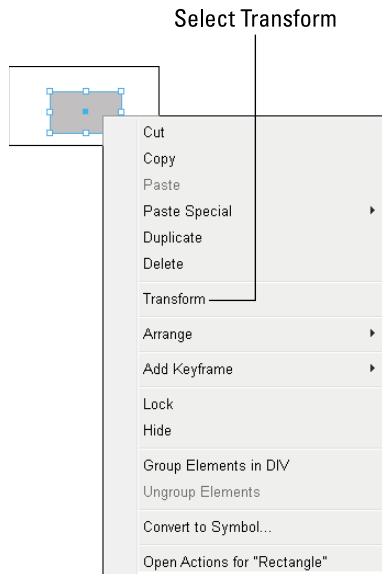 Select Transform
Cut
Copy
Paste
Paste Special
Duplicate
Delete
Transform
Arrange
Add Keyframe
Lock
Hide
Group Elements in DIV
Ungroup Elements
Convert to Symbol...
Open Actions for "Rectangle"